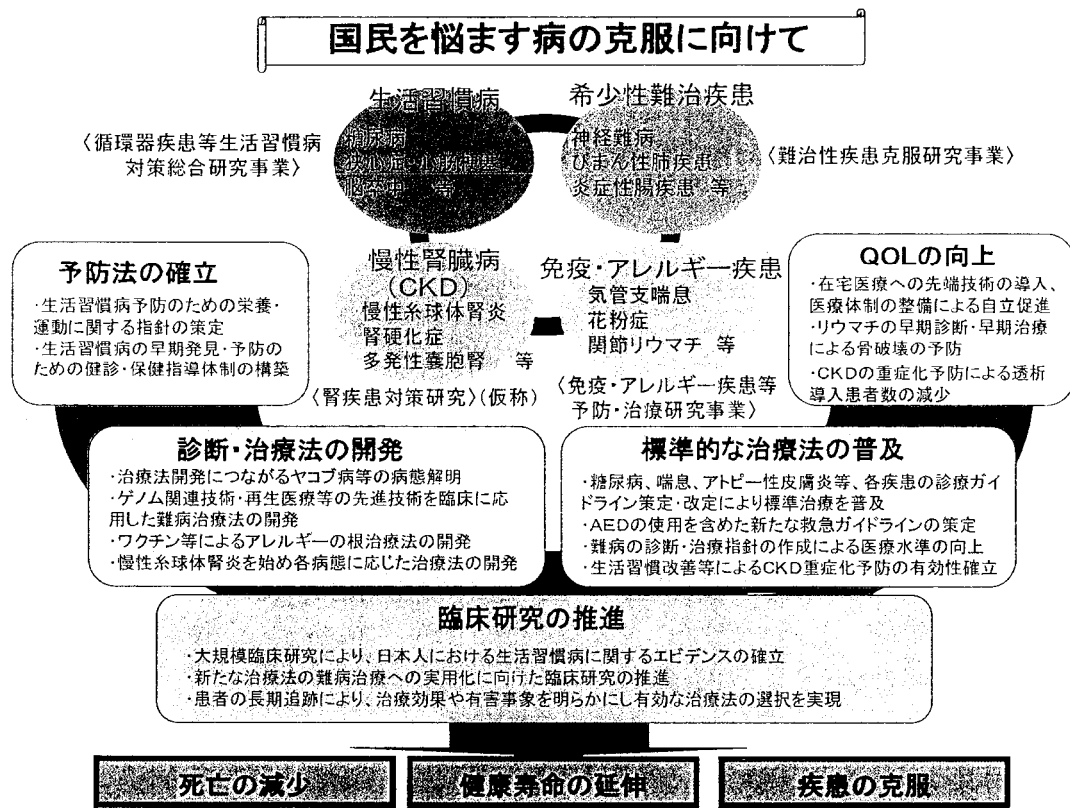 国民を悩ます病の克服に向けて
生活習慣病
糖尿病
狭心症・心筋梗塞
脳卒中 等
〈循環器疾患等生活習慣病
対策総合研究事業〉
希少性難治疾患
神経難病
びまん性肺疾患
炎症性腸疾患 等
〈難治性疾患克服研究事業〉
慢性腎臓病
(CKD)
慢性糸球体腎炎
腎硬化症
多発性嚢胞腎 等
〈腎疾患対策研究〉(仮称)
免疫・アレルギー疾患
気管支喘息
花粉症
関節リウマチ 等
〈免疫・アレルギー疾患等
予防・治療研究事業〉
予防法の確立
・生活習慣病予防のための栄養・
運動に関する指針の策定
・生活習慣病の早期発見・予防の
ための健診・保健指導体制の構築
QOLの向上
・在宅医療への先端技術の導入、
医療体制の整備による自立促進
・リウマチの早期診断・早期治療
による骨破壊の予防
・CKDの重症化予防による透析
導入患者数の減少
診断・治療法の開発
・治療法開発につながるヤコブ病等の病態解明
・ゲノム関連技術・再生医療等の先進技術を臨床に応
用した難病治療法の開発
・ワクチン等によるアレルギーの根治療法の開発
・慢性糸球体腎炎を始め各病態に応じた治療法の開発
標準的な治療法の普及
・糖尿病、喘息、アトピー性皮膚炎等、各疾患の診療ガイ
ドライン策定・改定により標準治療を普及
・AEDの使用を含めた新たな救急ガイドラインの策定
・難病の診断・治療指針の作成による医療水準の向上
・生活習慣改善等によるCKD重症化予防の有効性確立
臨床研究の推進
・大規模臨床研究により、日本人における生活習慣病に関するエビデンスの確立
・新たな治療法の難病治療への実用化に向けた臨床研究の推進
・患者の長期追跡により、治療効果や有害事象を明らかにし有効な治療法の選択を実現
死亡の減少
健康寿命の延伸
疾患の克服